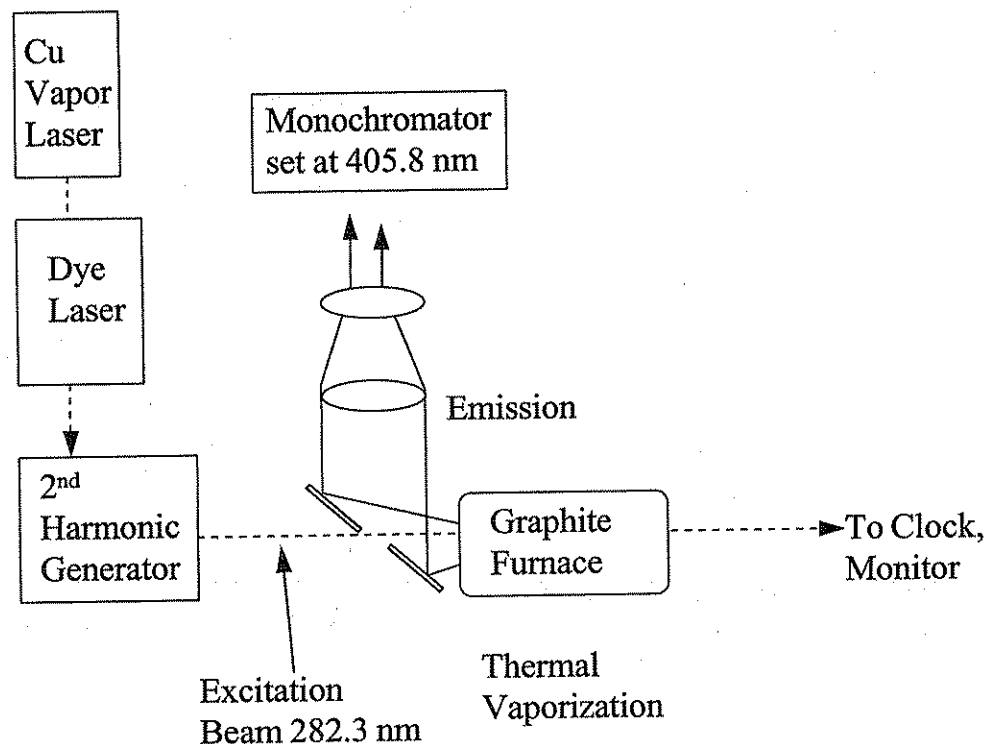 Cu
Vapor
Laser
Monochromator
set at 405.8 nm
Dye
Laser
Emission
2nd
Harmonic
Generator
Graphite
Furnace
To Clock,
Monitor
Thermal
Vaporization
Excitation
Beam 282.3 nm